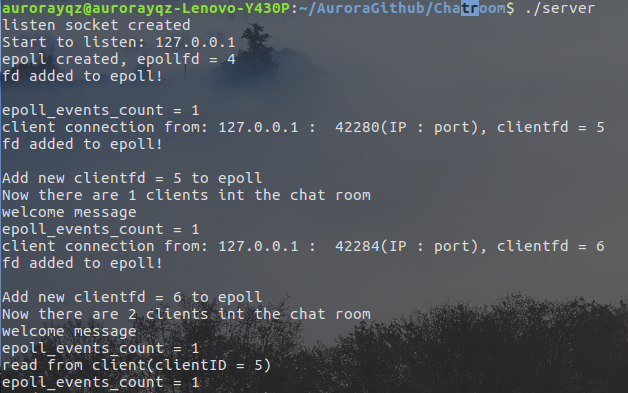 aurorayqz@aurorayqz-Lenovo-Y430P:~/AuroraGithub/Chatroom$ ./server
listen socket created
Start to listen: 127.0.0.1
epoll created, epollfd = 4
fd added to epoll!
epoll_events_count = 1
client connection from: 127.0.0.1 :  42280(IP : port), clientfd = 5
fd added to epoll!
Add new clientfd = 5 to epoll
Now there are 1 clients int the chat room
welcome message
epoll_events_count = 1
client connection from: 127.0.0.1 :  42284(IP : port), clientfd = 6
fd added to epoll!
Add new clientfd = 6 to epoll
Now there are 2 clients int the chat room
welcome message
epoll_events_count = 1
read from client(clientID = 5)
epoll_events_count = 1